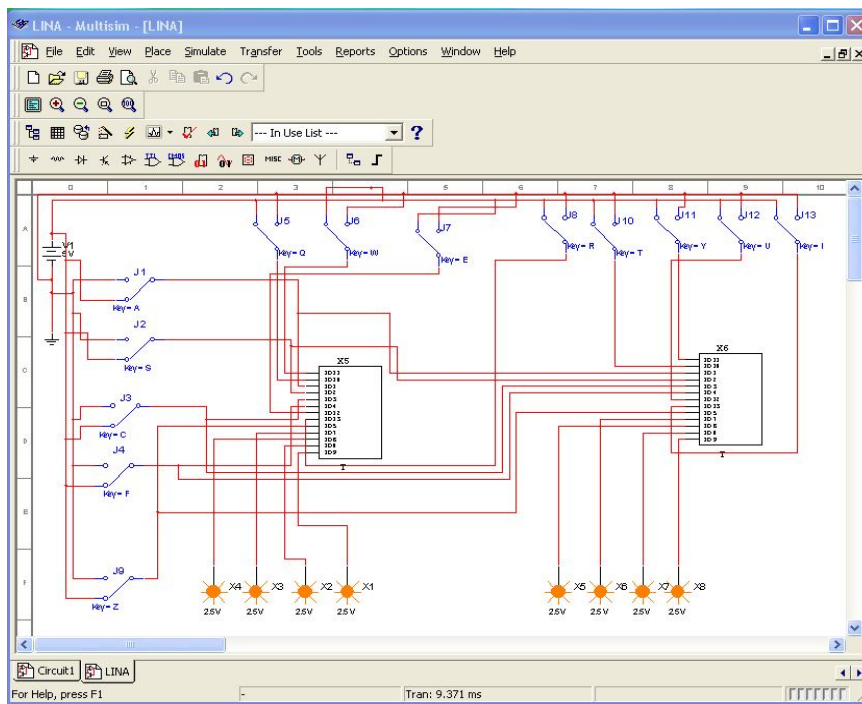 LINA - Multisim - [LINA]
File Edit View Place Simulate Transfer Tools Reports Options Window Help
--- In Use List ---
?
TTL CMOS MISC
0 1 2 3 4 5 6 7 8 9 10
A
B
C
D
E
F
V1
5V
J5
Key = Q
J6
Key = W
J7
Key = E
J8
Key = R
J10
Key = T
J11
Key = Y
J12
Key = U
J13
Key = I
J1
Key = A
J2
Key = S
J3
Key = C
J4
Key = F
J9
Key = Z
X5
T
X6
T
X4
2.5V
X3
2.5V
X2
2.5V
X1
2.5V
X5
2.5V
X6
2.5V
X7
2.5V
X8
2.5V
Circuit1 LINA
For Help, press F1 - Tran: 9.371 ms